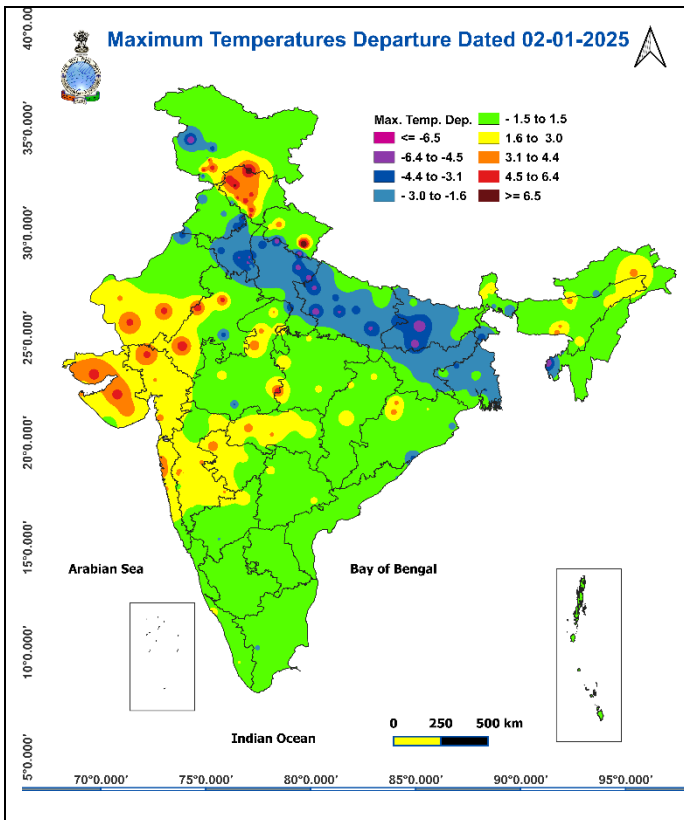 Maximum Temperatures Departure Dated 02-01-2025
Max. Temp. Dep.
<= -6.5
-6.4 to -4.5
-4.4 to -3.1
- 3.0 to -1.6
- 1.5 to 1.5
1.6 to 3.0
3.1 to 4.4
4.5 to 6.4
>= 6.5
40°0.000'
35°0.000'
30°0.000'
25°0.000'
20°0.000'
15°0.000'
10°0.000'
5°0.000'
Arabian Sea
Bay of Bengal
Indian Ocean
0 250 500 km
70°0.000' 75°0.000' 80°0.000' 85°0.000' 90°0.000' 95°0.000'